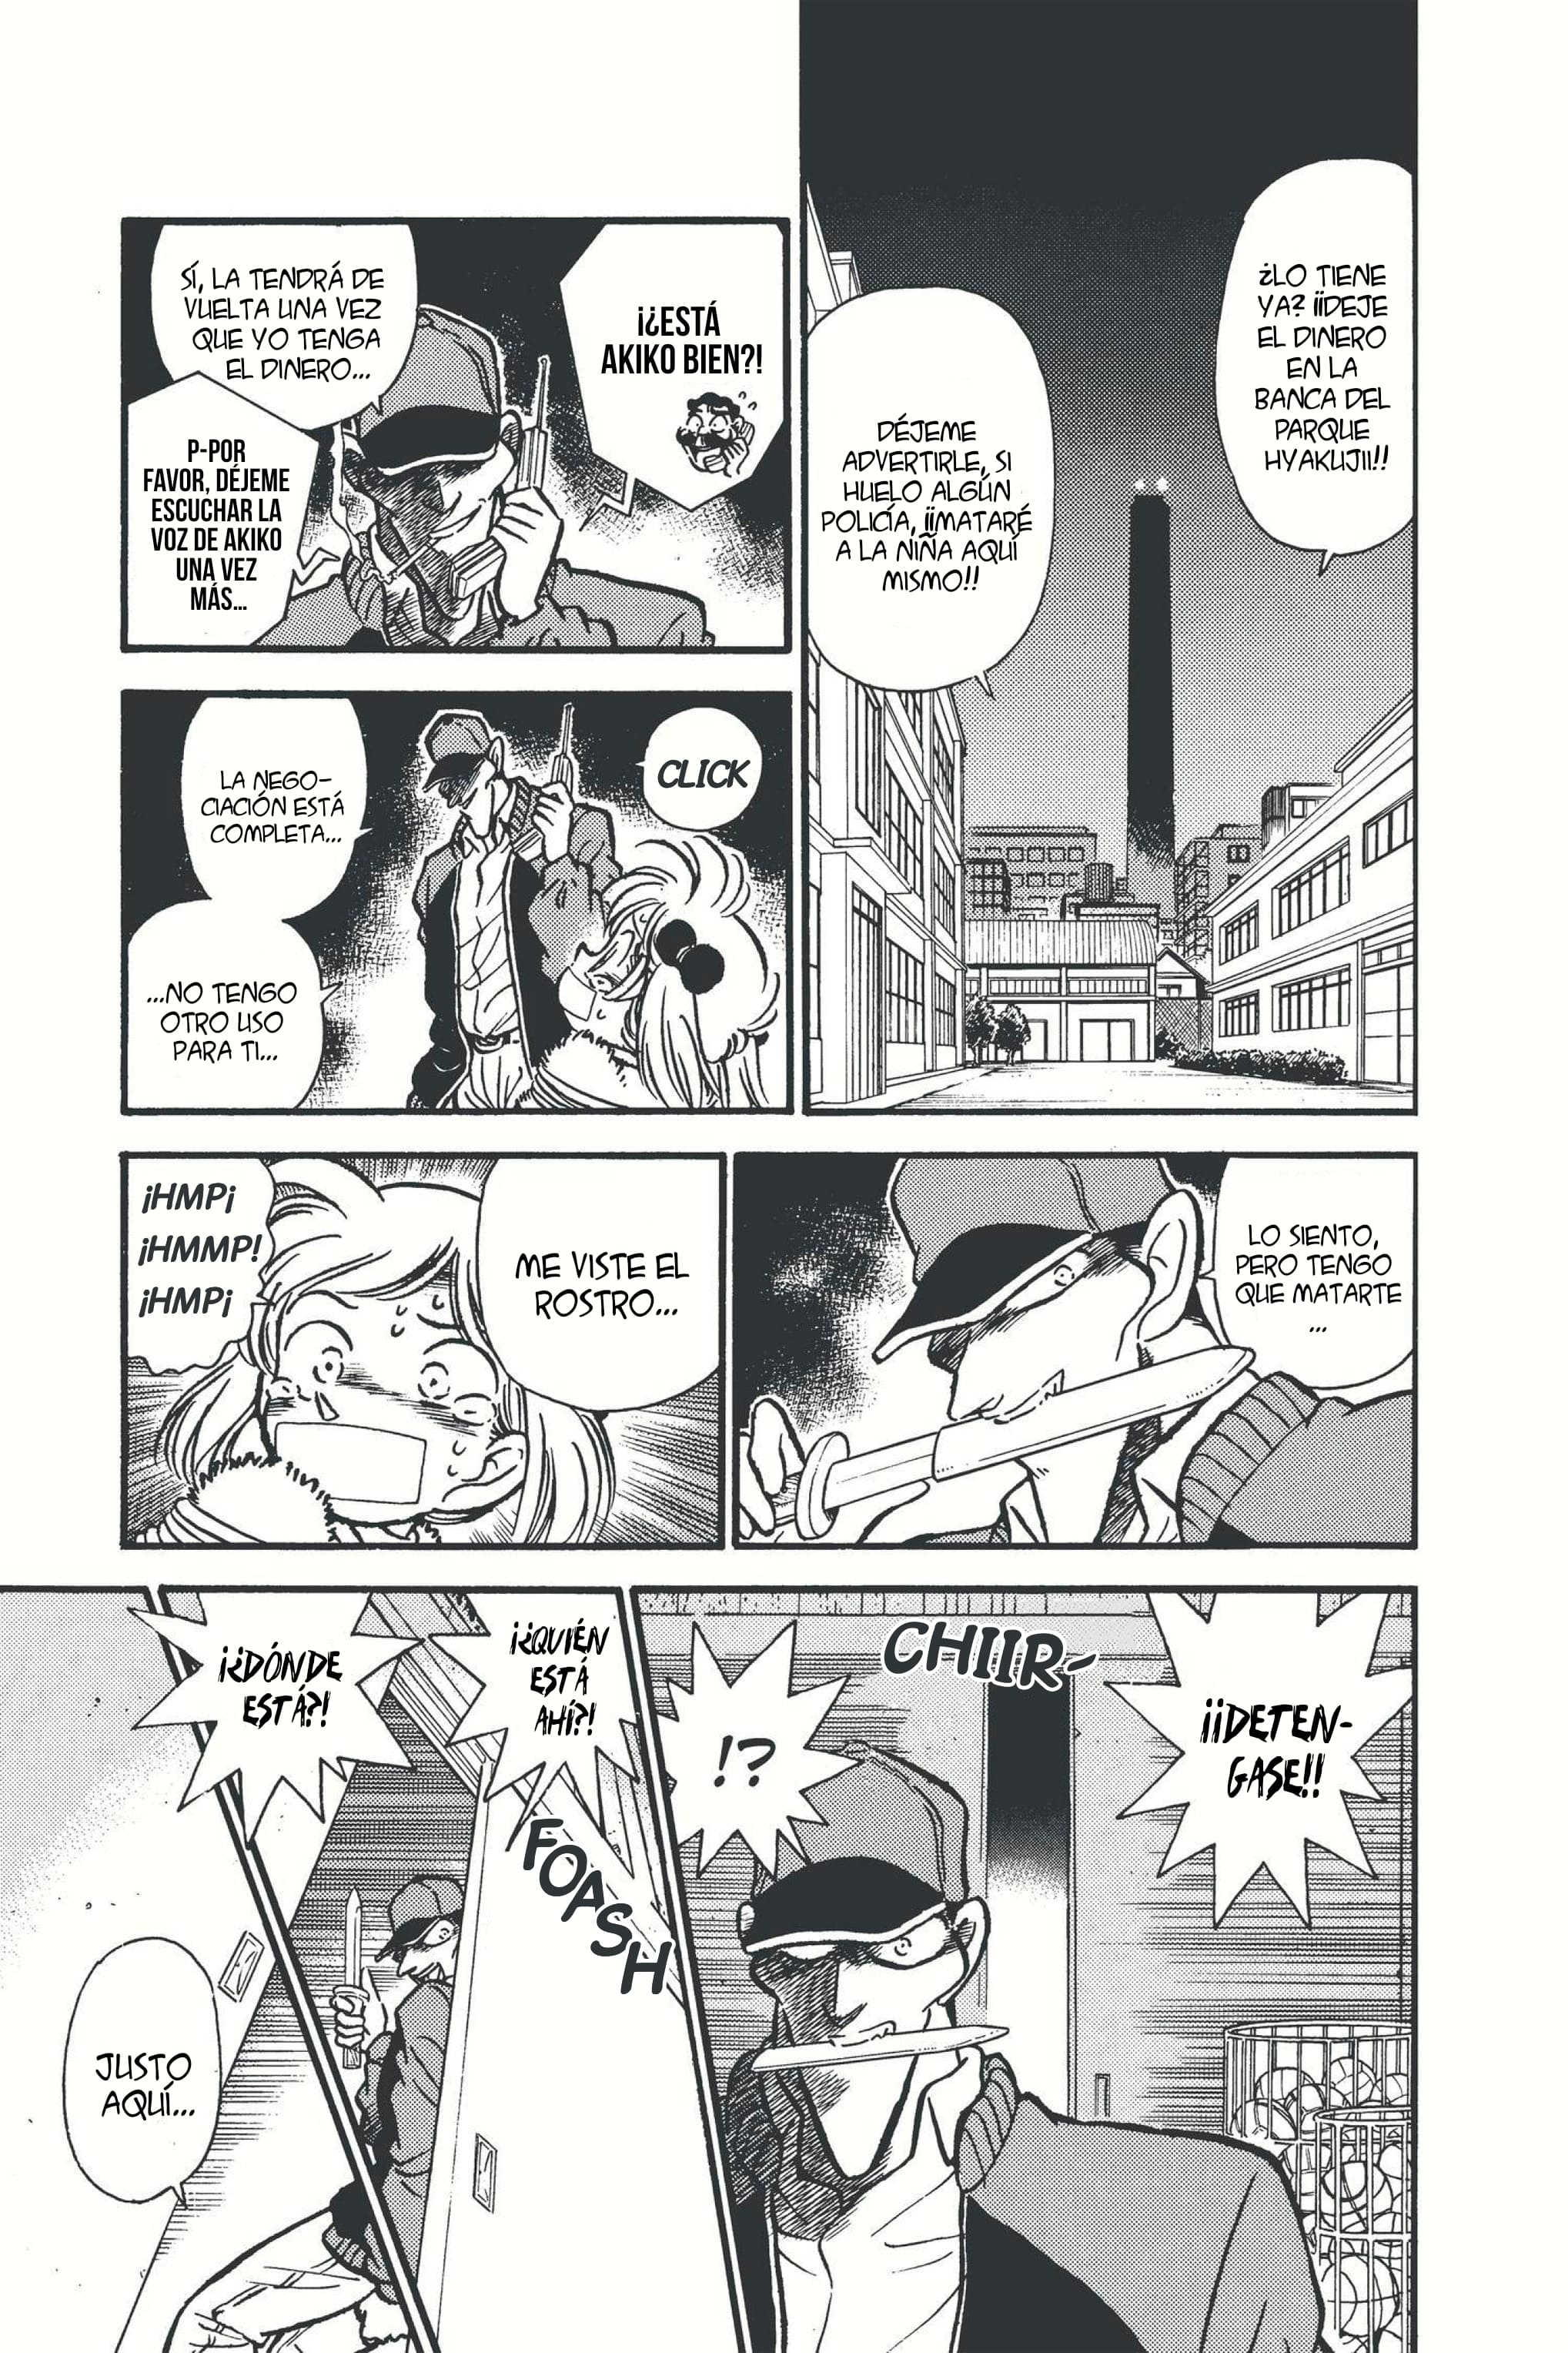 ¿LO TIENE
YA? ¡¡DEJE
EL DINERO
EN LA
BANCA DEL
PARQUE
HYAKUJII!!
DÉJEME
ADVERTIRLE, SI
HUELO ALGÚN
POLICÍA, ¡¡MATARÉ
A LA NIÑA AQUÍ
MISMO!!
¡¿ESTÁ
AKIKO BIEN?!
SÍ, LA TENDRÁ DE
VUELTA UNA VEZ
QUE YO TENGA
EL DINERO...
P-POR
FAVOR, DÉJEME
ESCUCHAR LA
VOZ DE AKIKO
UNA VEZ
MÁS...
CLICK
LA NEGO-
CIACIÓN ESTÁ
COMPLETA...
...NO TENGO
OTRO USO
PARA TI...
LO SIENTO,
PERO TENGO
QUE MATARTE
...
ME VISTE EL
ROSTRO...
¡HMP¡
¡HMMP!
¡HMP¡
¡¡DETEN-
GASE!!
CHIIR-
!?
¡¿QUIÉN
ESTÁ
AHÍ?!
FOASH
¡¿DÓNDE
ESTÁ?!
JUSTO
AQUÍ...